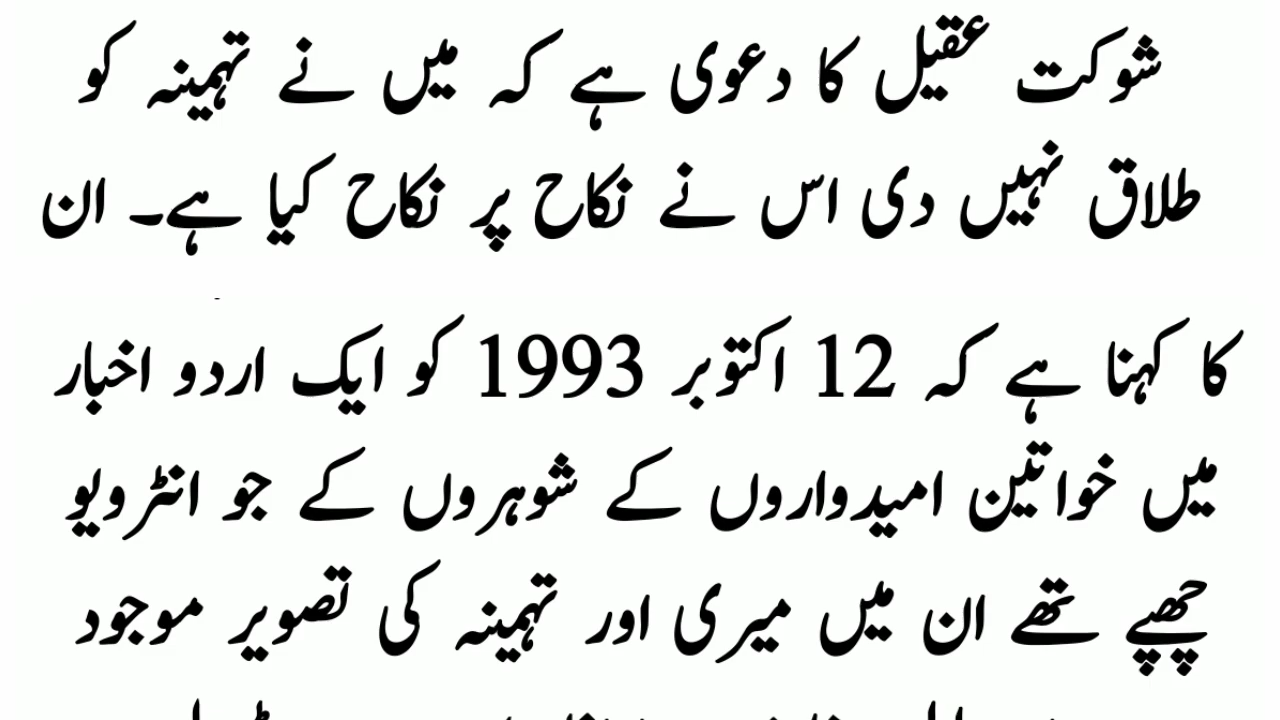 شوکت عقیل کا دعوی ہے کہ میں نے تہمینہ کو
طلاق نہیں دی اس نے نکاح پر نکاح کیا ہے۔ ان
کا کہنا ہے کہ 12 اکتوبر 1993 کو ایک اردو اخبار
میں خواتین امیدواروں کے شوہروں کے جو انٹرویو
چھپے تھے ان میں میری اور تہمینہ کی تصویر موجود